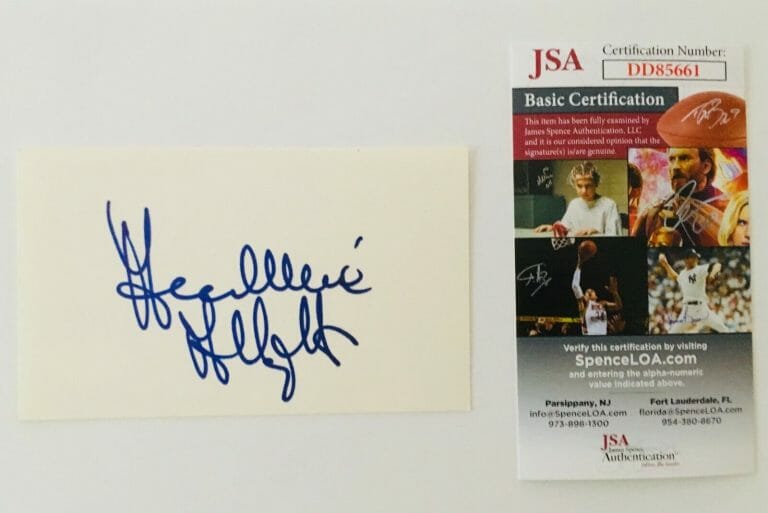 JSA
Certification Number:
DD85661
Basic Certification
This item has been fully examined by
James Spence Authentication, LLC
and it is our considered opinion that the
signature(s) is/are genuine.
Verify this certification by visiting
SpenceLOA.com
and entering the alpha-numeric
value indicated above.
Parsippany, NJ
info@SpenceLOA.com
973-898-1300
Fort Lauderdale, FL
florida@SpenceLOA.com
954-380-8670
JSA
James Spence
Authentication